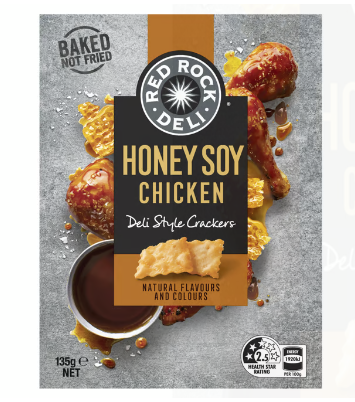 BAKED
NOT FRIED
RED ROCK
DELI
HONEY SOY
CHICKEN
Deli Style Crackers
NATURAL FLAVOURS
AND COLOURS
135g e
NET
2.5
HEALTH STAR
RATING
ENERGY
1920kJ
PER 100g